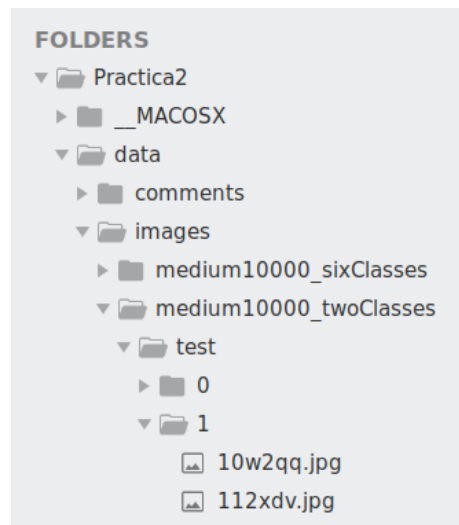 FOLDERS
Practica2
__MACOSX
data
comments
images
medium10000_sixClasses
medium10000_twoClasses
test
0
1
10w2qq.jpg
112xdv.jpg